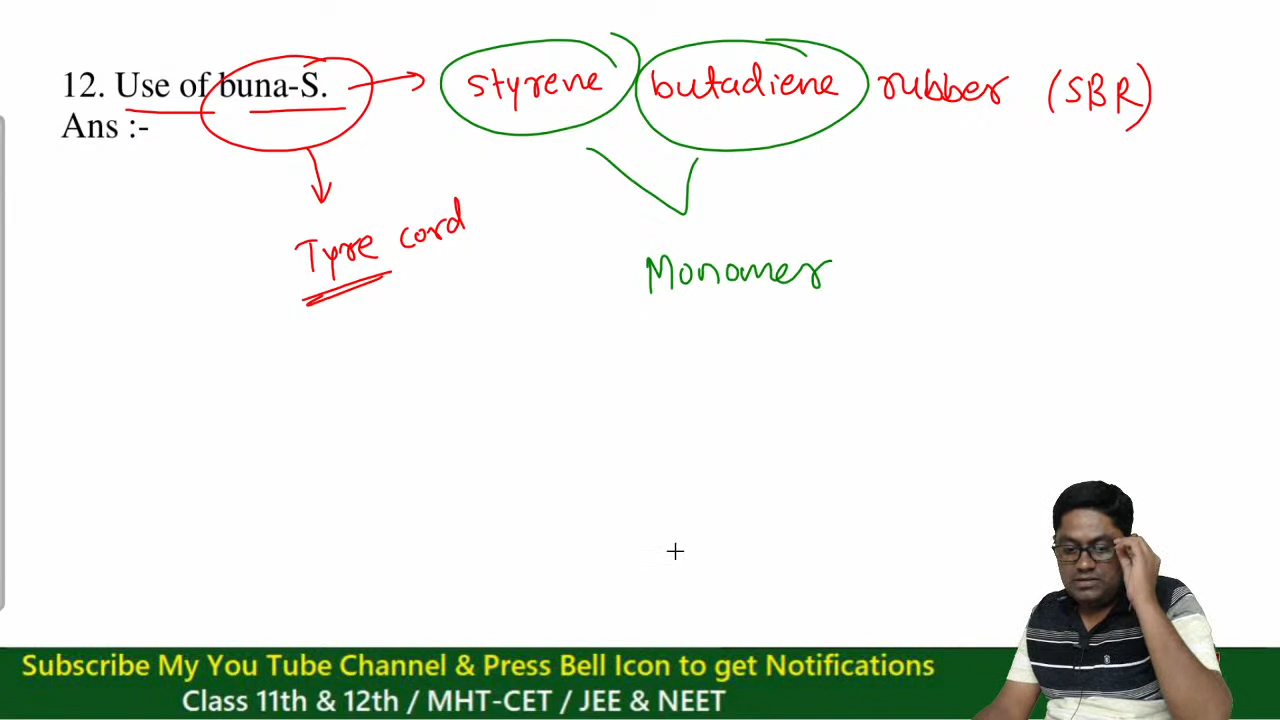 12. Use of buna-S. → styrene butadiene rubber (SBR)
Ans :-
Tyre cord
Monomer
Subscribe My You Tube Channel & Press Bell Icon to get Notifications
Class 11th & 12th / MHT-CET / JEE & NEET